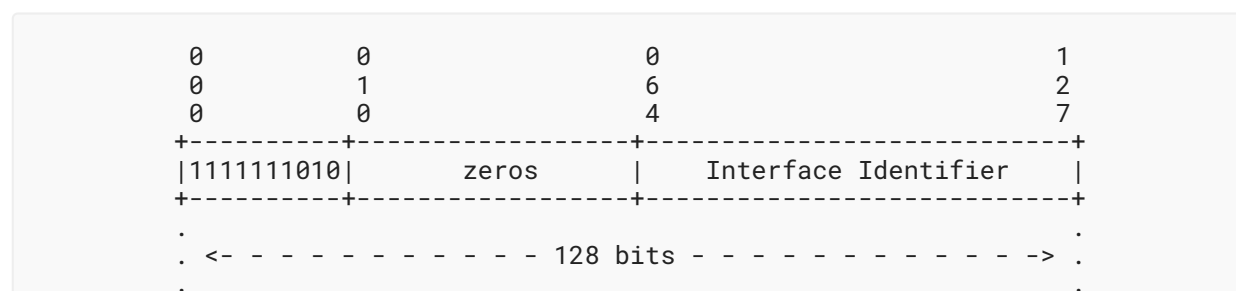 0          0                  0                          1
0          1                  6                          2
0          0                  4                          7
+----------+------------------+----------------------------+
|1111111010|       zeros      |    Interface Identifier    |
+----------+------------------+----------------------------+
.                                                          .
. <- - - - - - - - - - - 128 bits - - - - - - - - - - - -> .
.                                                          .